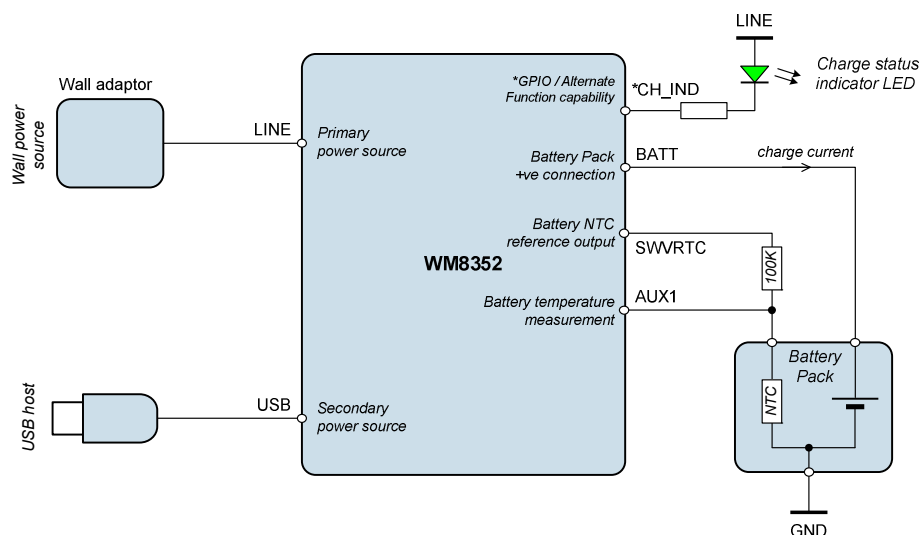 LINE
*GPIO / Alternate
Function capability
*CH_IND
Charge status
indicator LED
Wall adaptor
Wall power
source
LINE
Primary
power source
Battery Pack
+ve connection
BATT
charge current
Battery NTC
reference output
SWVRTC
100K
WM8352
Battery temperature
measurement
AUX1
Battery
Pack
NTC
USB host
USB
Secondary
power source
GND